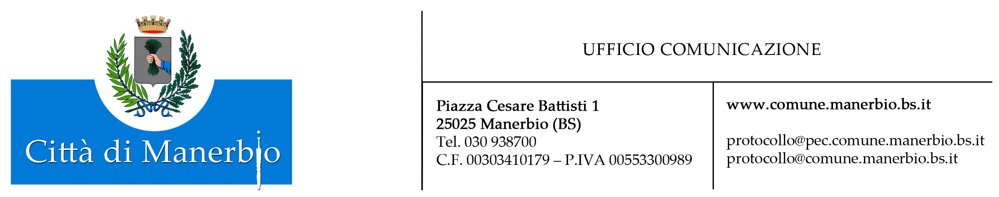 Città di Manerbio
UFFICIO COMUNICAZIONE
Piazza Cesare Battisti 1
25025 Manerbio (BS)
Tel. 030 938700
C.F. 00303410179 – P.IVA 00553300989
www.comune.manerbio.bs.it
protocollo@pec.comune.manerbio.bs.it
protocollo@comune.manerbio.bs.it